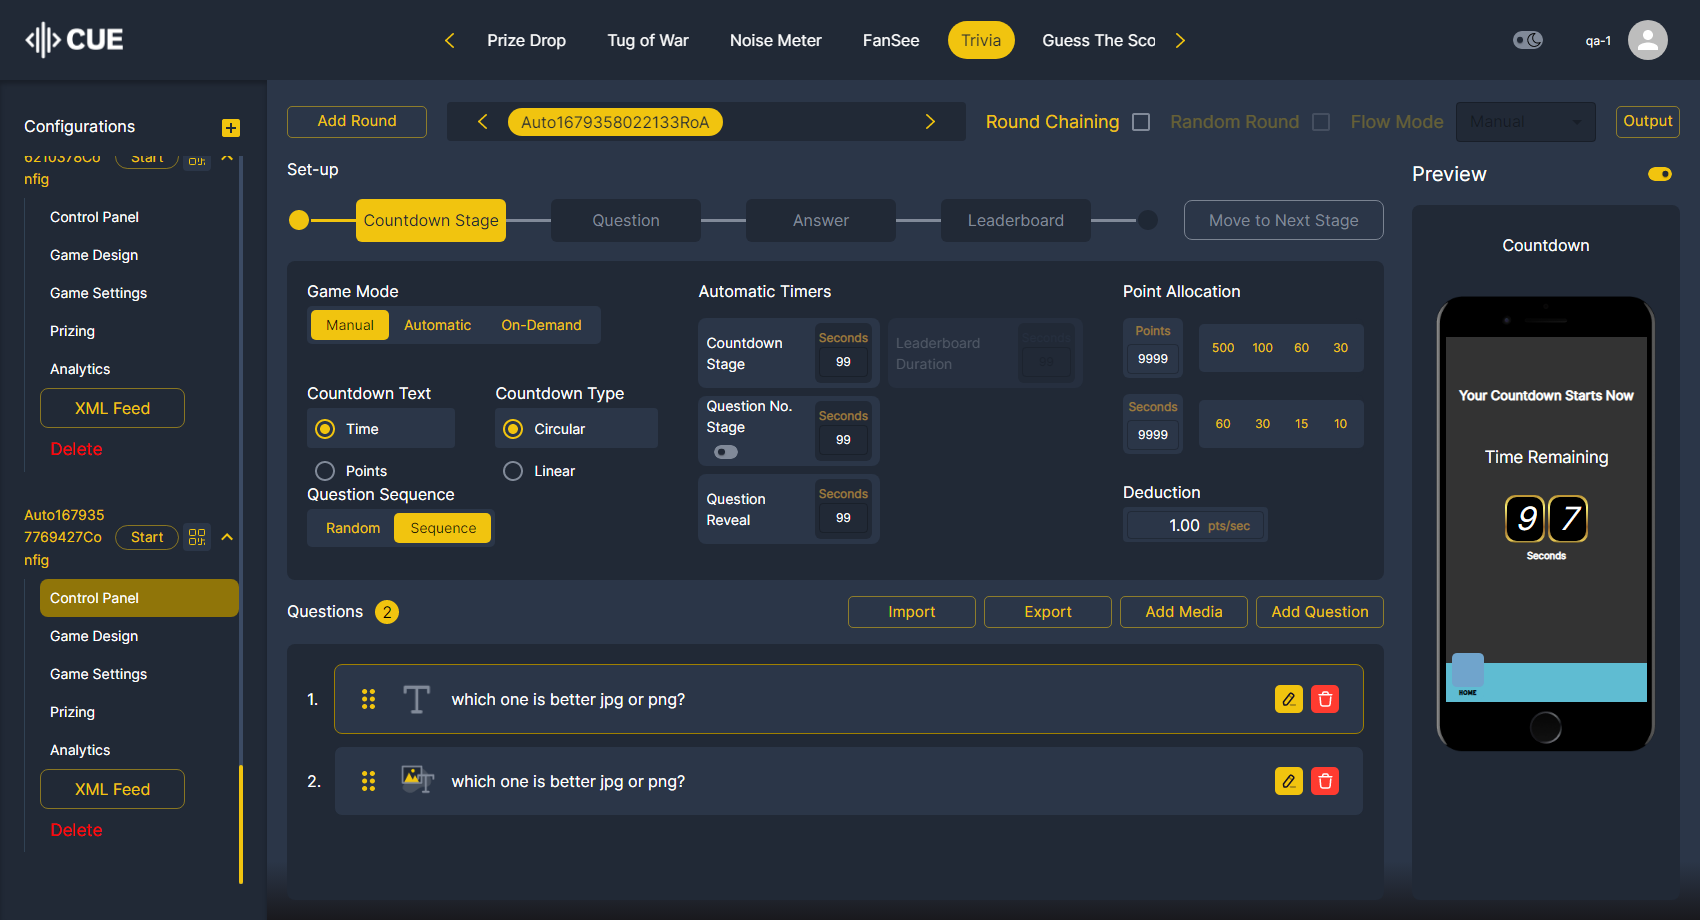 CUE
Prize Drop
Tug of War
Noise Meter
FanSee
Trivia
Guess The Sco
qa-1
Configurations
6210378Co
nfig
Start
Control Panel
Game Design
Game Settings
Prizing
Analytics
XML Feed
Delete
Auto167935
7769427Co
nfig
Start
Control Panel
Game Design
Game Settings
Prizing
Analytics
XML Feed
Delete
Add Round
Auto1679358022133RoA
Round Chaining
Random Round
Flow Mode
Manual
Output
Set-up
Countdown Stage
Question
Answer
Leaderboard
Move to Next Stage
Game Mode
Manual
Automatic
On-Demand
Countdown Text
Time
Points
Countdown Type
Circular
Linear
Question Sequence
Random
Sequence
Automatic Timers
Countdown
Stage
Seconds
99
Leaderboard
Duration
Seconds
99
Question No.
Stage
Seconds
99
Question
Reveal
Seconds
99
Point Allocation
Points
9999
500 100 60 30
Seconds
9999
60 30 15 10
Deduction
1.00 pts/sec
Questions 2
Import
Export
Add Media
Add Question
1. which one is better jpg or png?
2. which one is better jpg or png?
Preview
Countdown
Your Countdown Starts Now
Time Remaining
97
Seconds
HOME